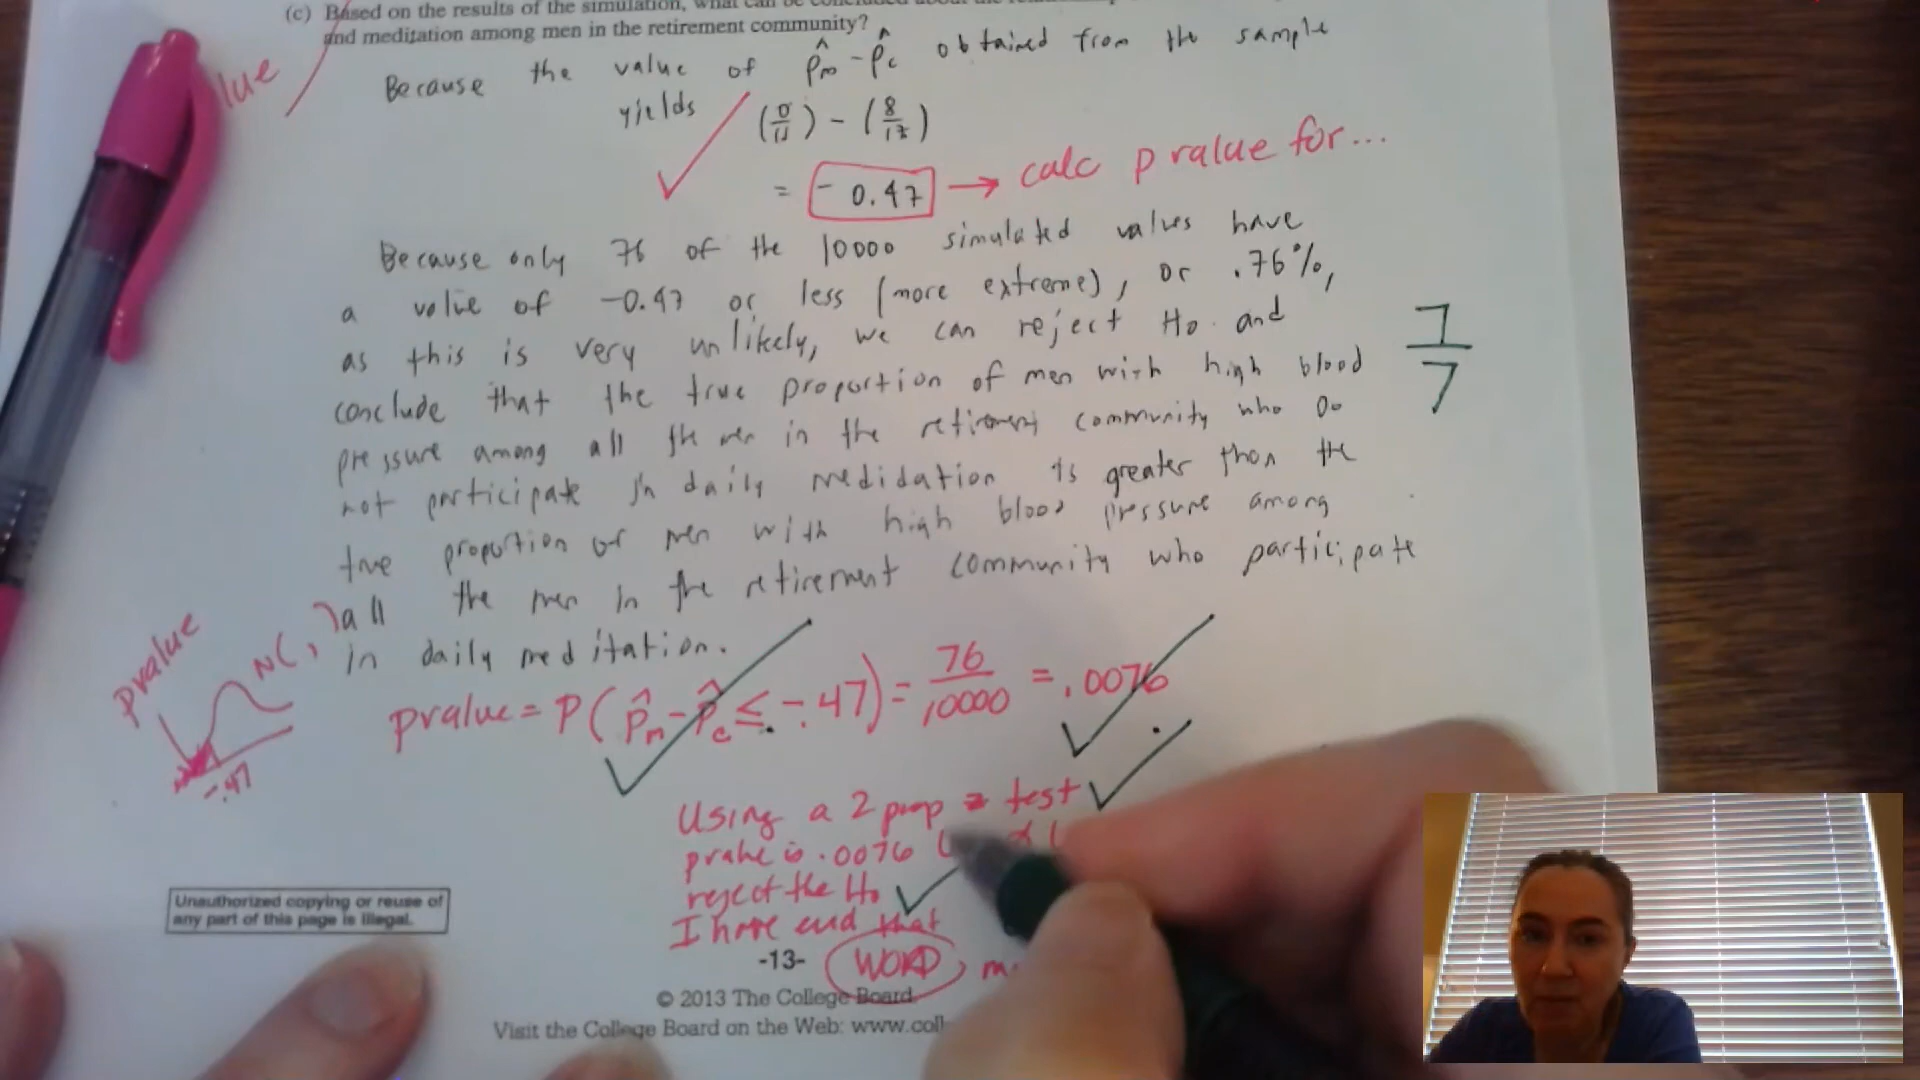 (c) Based on the results of the simulation, what can be concluded about the
and meditation among men in the retirement community?
Because the value of p̂m - p̂c obtained from the sample
yields (0/11) - (8/17)
= -0.47 → calc pvalue for...
Because only 76 of the 10000 simulated values have
a value of -0.47 or less (more extreme), or .76%,
as this is very unlikely, we can reject Ho and
conclude that the true proportion of men with high blood
pressure among all the men in the retirement community who do
not participate in daily medidation is greater than the
true proportion of men with high blood pressure among
all the men in the retirement community who participate
in daily meditation.
7/7
pvalue
N( , )
-.47
pvalue = P(p̂m - p̂c ≤ -.47) = 76/10000 = .0076
Using a 2 prop z test
pvalue is .0076
reject the Ho
I have evid that
WORD
Unauthorized copying or reuse of
any part of this page is illegal.
-13-
© 2013 The College Board.
Visit the College Board on the Web: